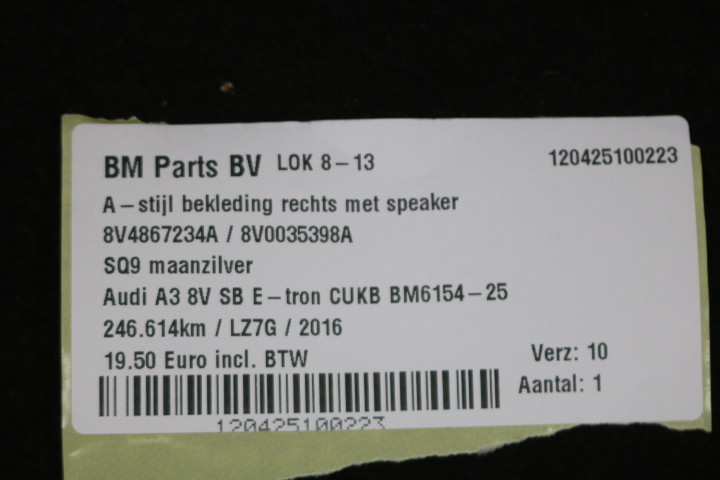 BM Parts BV LOK 8-13 120425100223
A-stijl bekleding rechts met speaker
8V4867234A / 8V0035398A
SQ9 maanzilver
Audi A3 8V SB E-tron CUKB BM6154-25
246.614km / LZ7G / 2016
19.50 Euro incl. BTW Verz: 10
Aantal: 1
120425100223